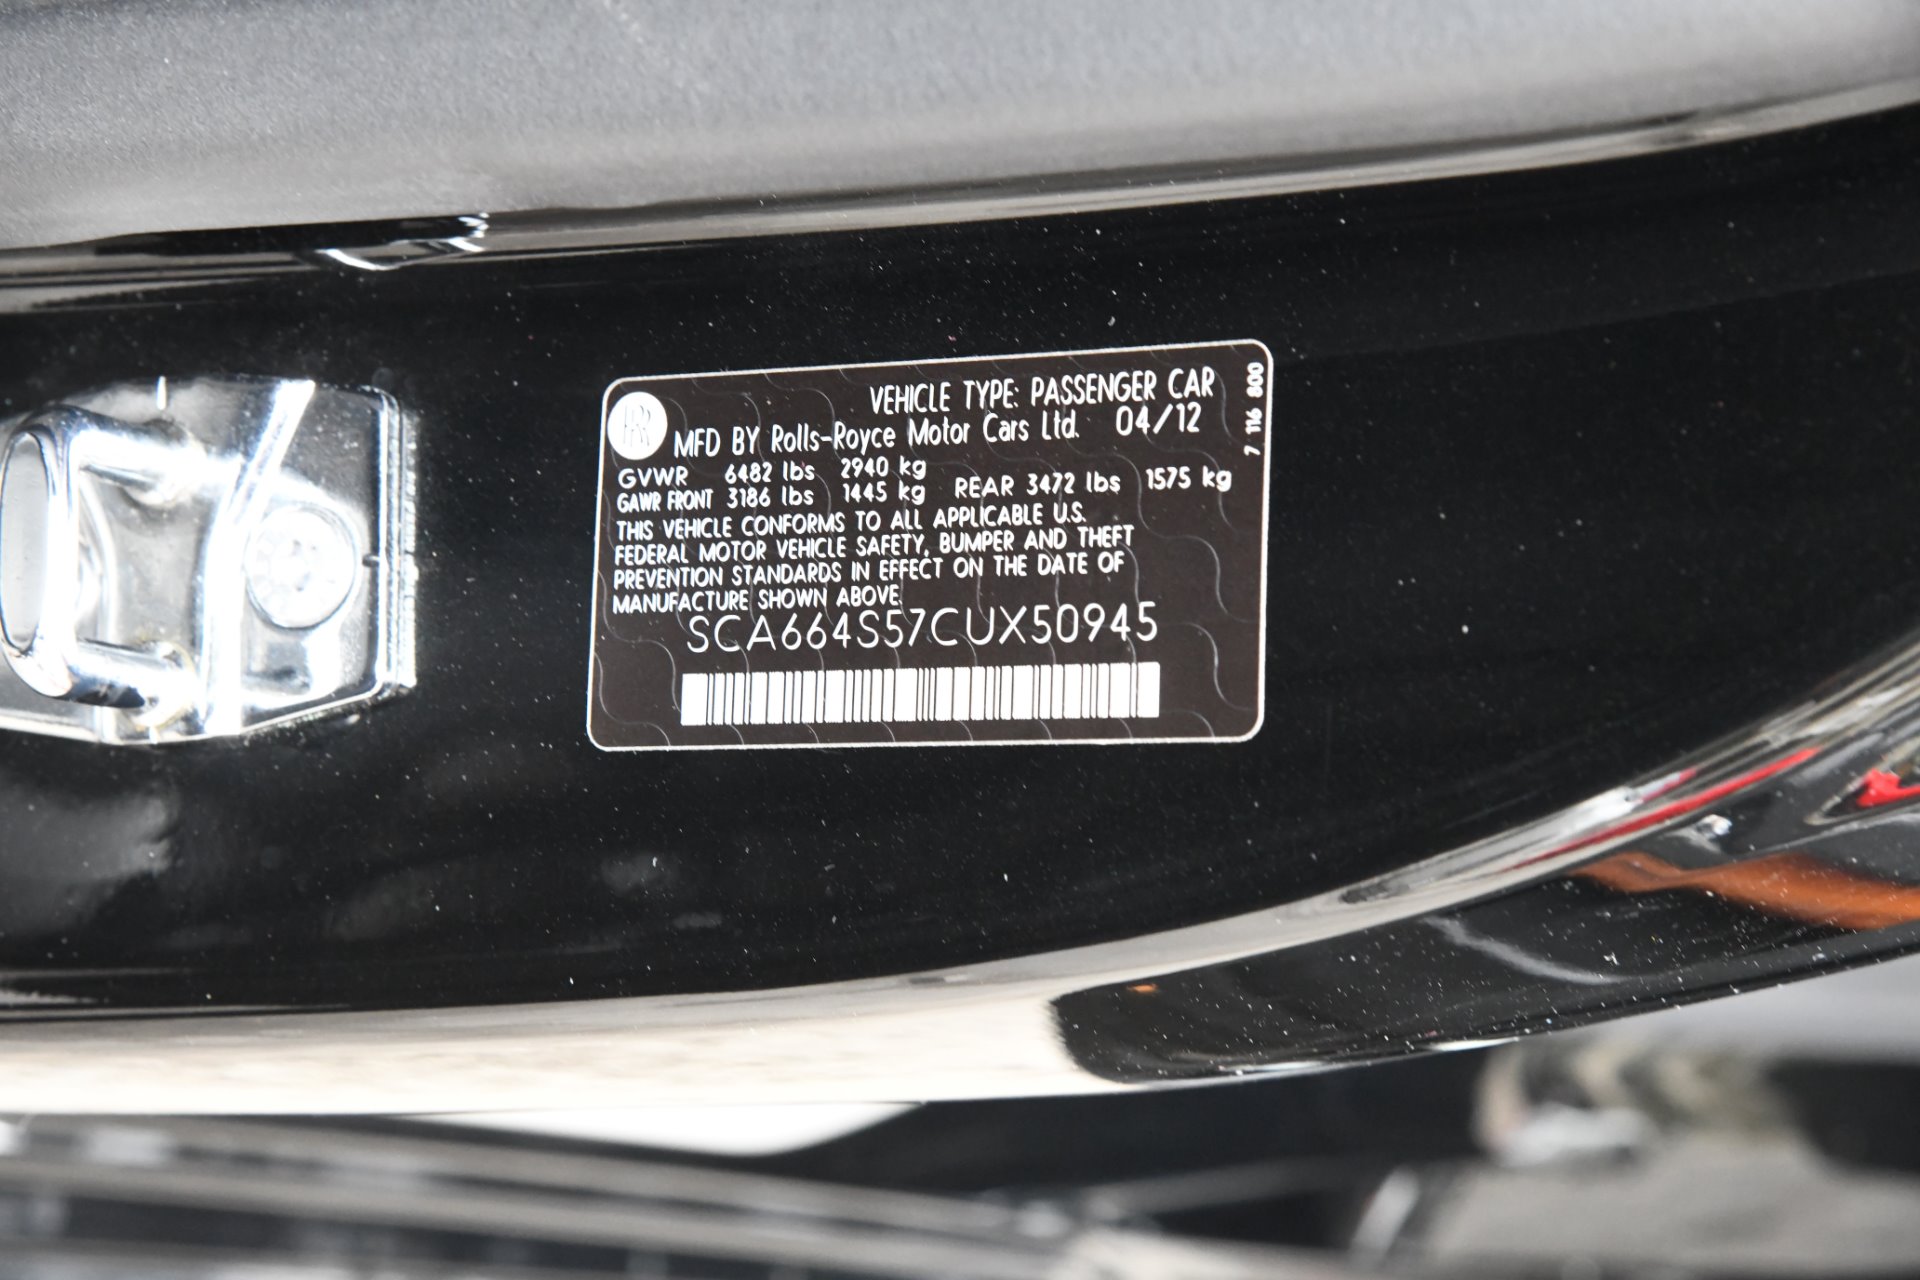 VEHICLE TYPE: PASSENGER CAR
RR MFD BY Rolls-Royce Motor Cars Ltd. 04/12
GVWR 6482 lbs 2940 kg
GAWR FRONT 3186 lbs 1445 kg REAR 3472 lbs 1575 kg
THIS VEHICLE CONFORMS TO ALL APPLICABLE U.S.
FEDERAL MOTOR VEHICLE SAFETY, BUMPER AND THEFT
PREVENTION STANDARDS IN EFFECT ON THE DATE OF
MANUFACTURE SHOWN ABOVE.
SCA664S57CUX50945
7 116 800